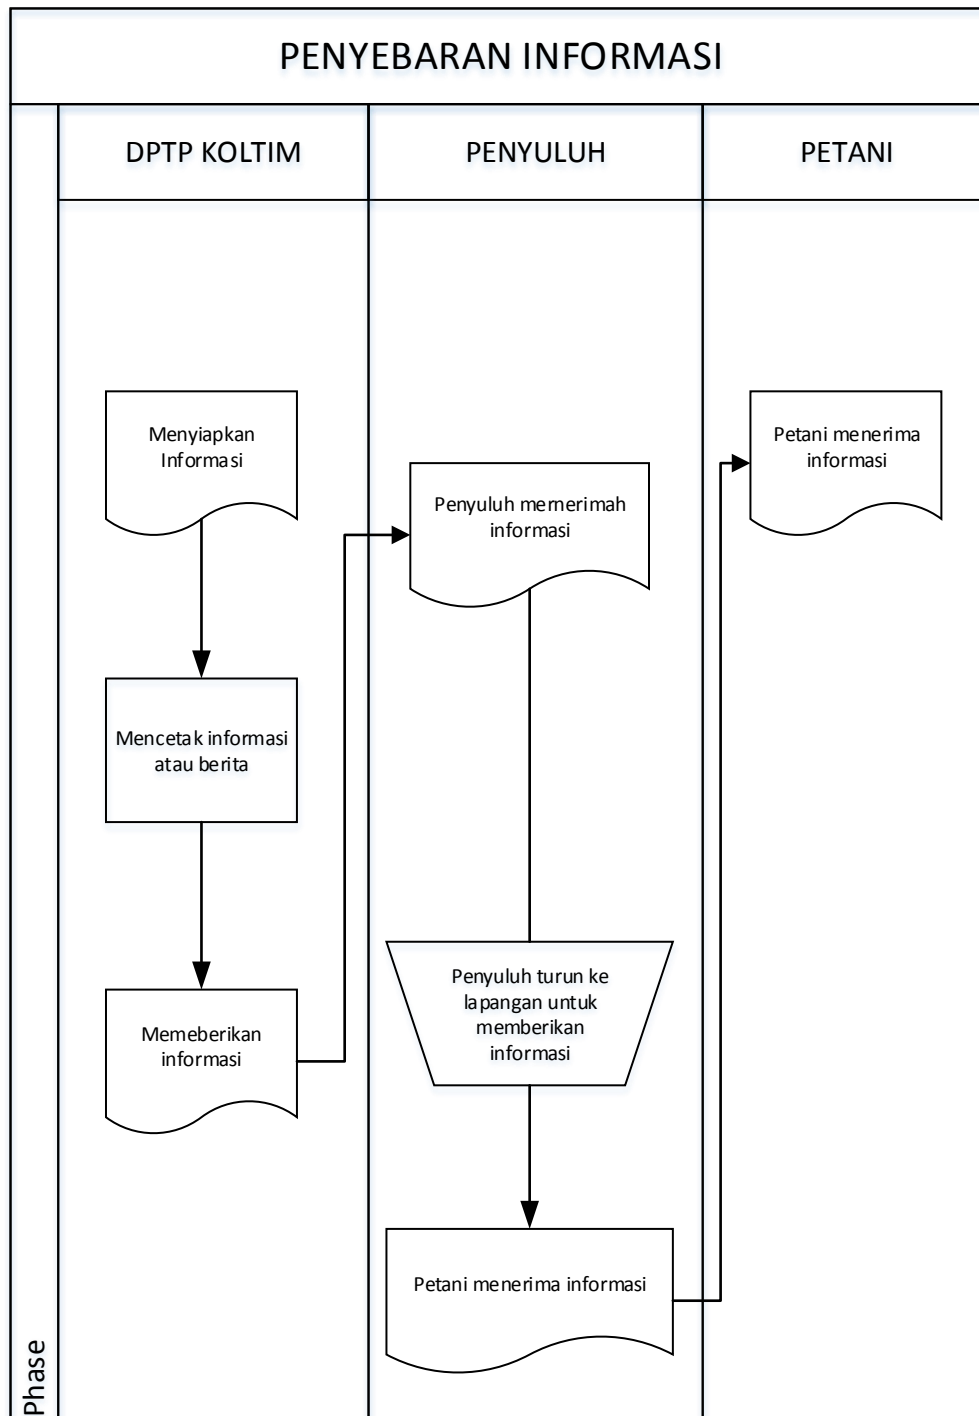 PENYEBARAN INFORMASI
DPTP KOLTIM
PENYULUH
PETANI
Menyiapkan
Informasi
Mencetak informasi
atau berita
Memeberikan
informasi
Penyuluh mernerimah
informasi
Penyuluh turun ke
lapangan untuk
memberikan
informasi
Petani menerima informasi
Petani menerima
informasi
Phase